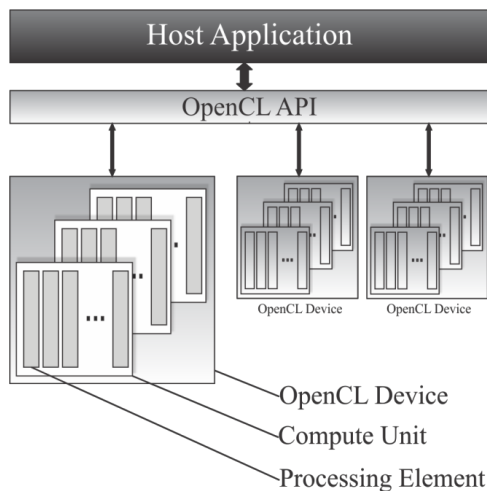 Host Application
OpenCL API
OpenCL Device
OpenCL Device
OpenCL Device
Compute Unit
Processing Element